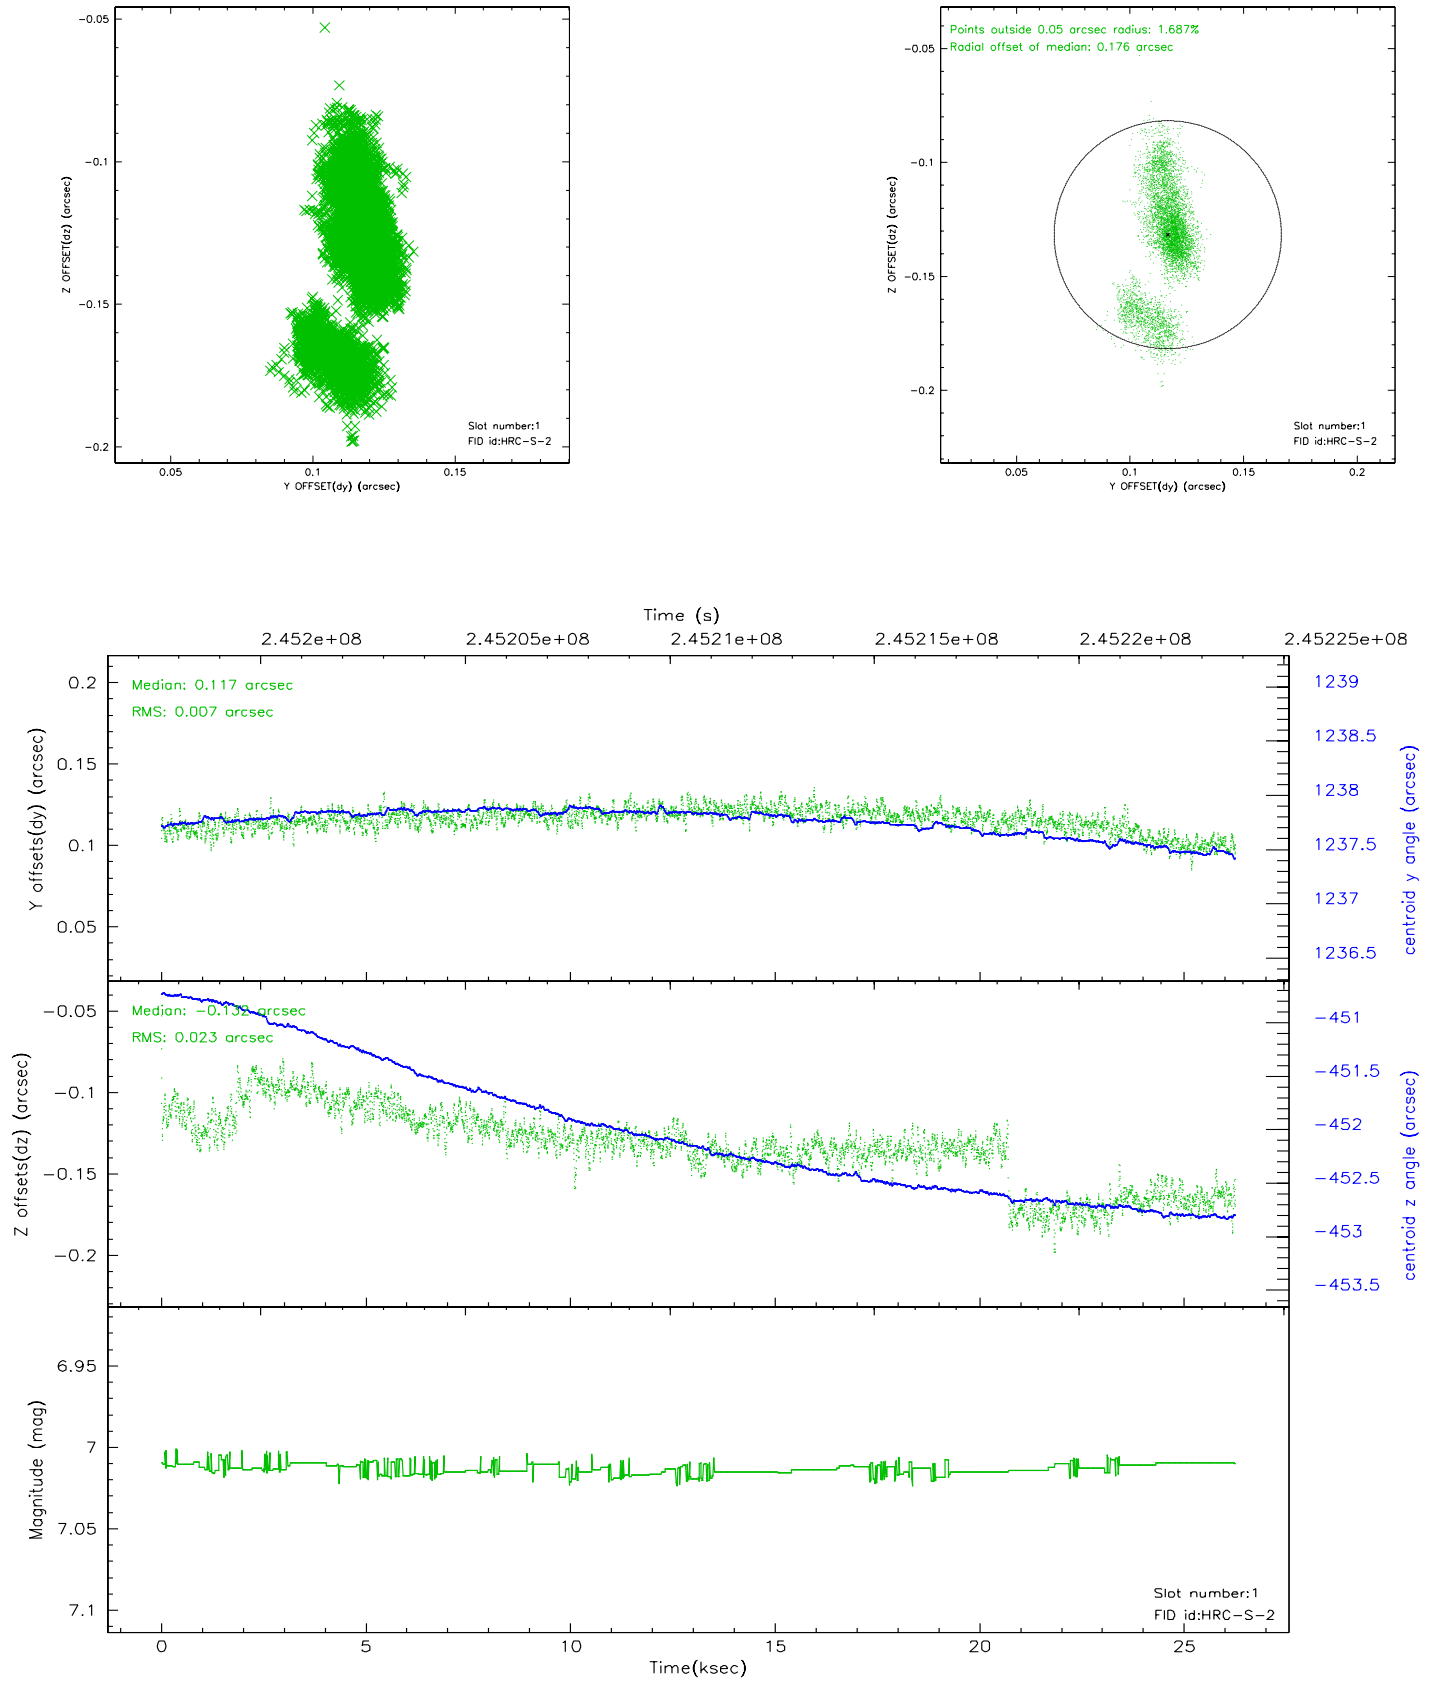 -0.05
-0.1
-0.15
-0.2
Z OFFSET(dz) (arcsec)
0.05 0.1 0.15
Y OFFSET(dy) (arcsec)
Slot number:1
FID id:HRC-S-2
Points outside 0.05 arcsec radius: 1.687%
Radial offset of median: 0.176 arcsec
-0.05
-0.1
-0.15
-0.2
Z OFFSET(dz) (arcsec)
0.05 0.1 0.15 0.2
Y OFFSET(dy) (arcsec)
Slot number:1
FID id:HRC-S-2
Time (s)
2.452e+08 2.45205e+08 2.4521e+08 2.45215e+08 2.4522e+08 2.45225e+08
Median: 0.117 arcsec
RMS: 0.007 arcsec
0.2
0.15
0.1
0.05
Y offsets(dy) (arcsec)
1239
1238.5
1238
1237.5
1237
1236.5
centroid y angle (arcsec)
Median: -0.132 arcsec
RMS: 0.023 arcsec
-0.05
-0.1
-0.15
-0.2
Z offsets(dz) (arcsec)
-451
-451.5
-452
-452.5
-453
-453.5
centroid z angle (arcsec)
6.95
7
7.05
7.1
Magnitude (mag)
Slot number:1
FID id:HRC-S-2
0 5 10 15 20 25
Time(ksec)